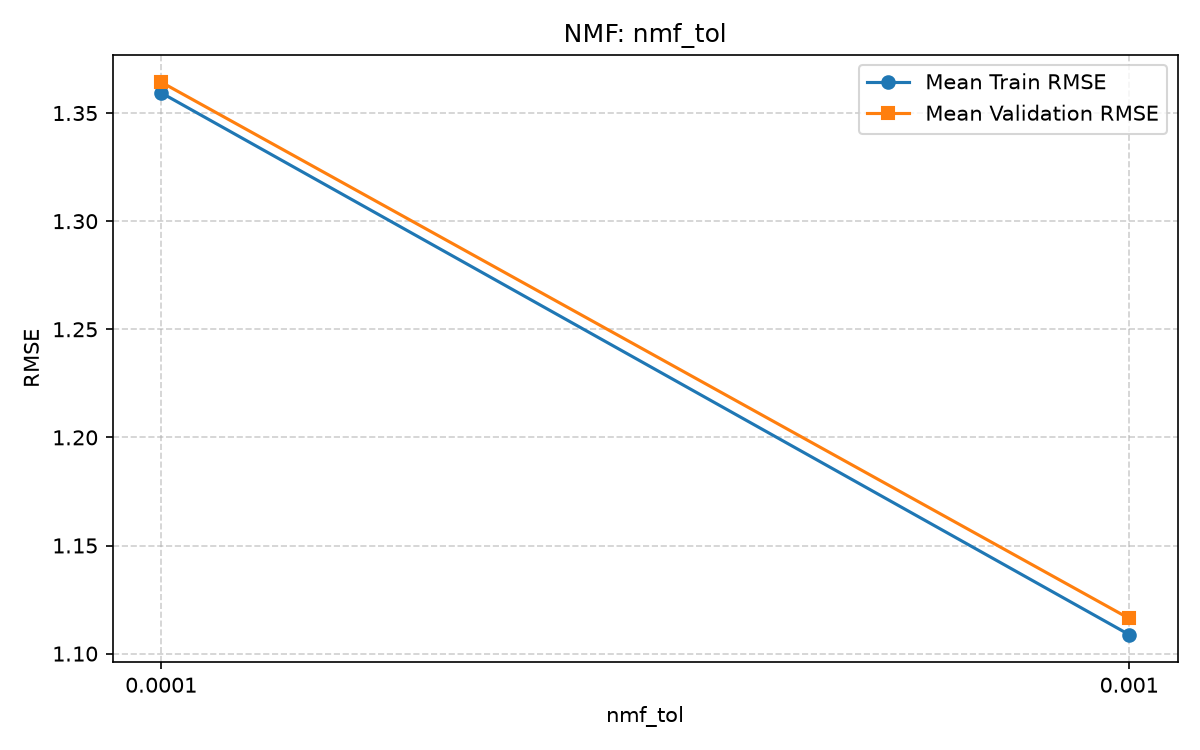 NMF: nmf_tol
Mean Train RMSE
Mean Validation RMSE
RMSE
1.35
1.30
1.25
1.20
1.15
1.10
0.0001
0.001
nmf_tol